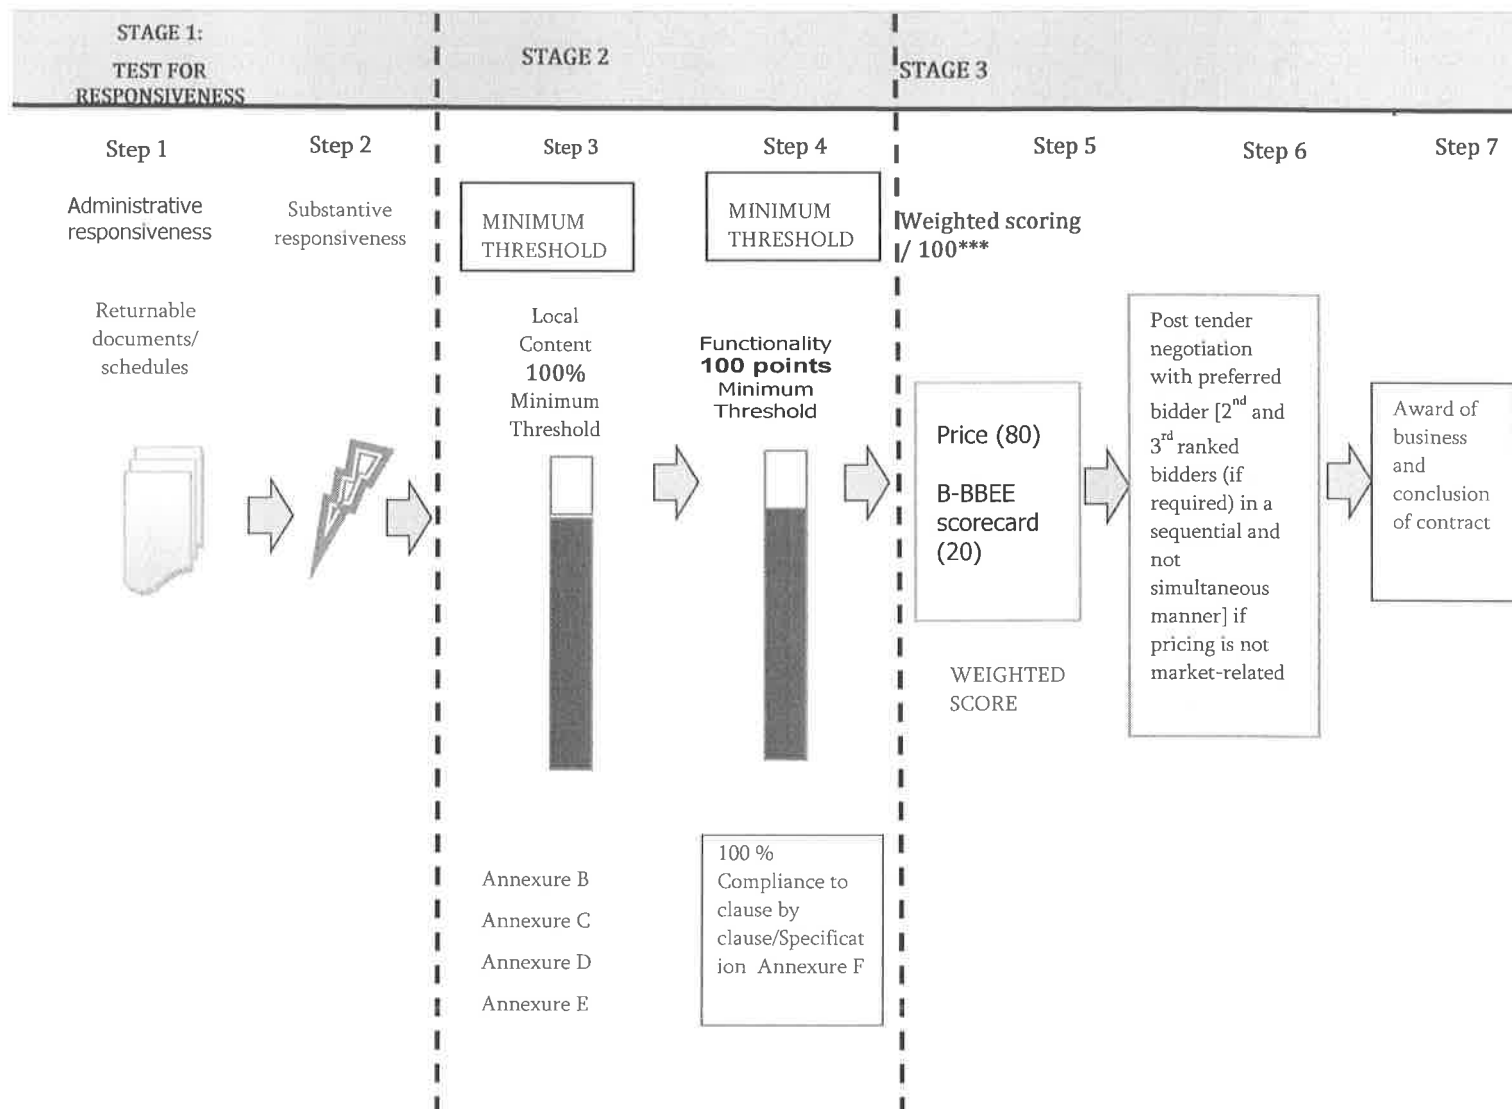 STAGE 1:
TEST FOR
RESPONSIVENESS
STAGE 2
STAGE 3
Step 1
Step 2
Step 3
Step 4
Step 5
Step 6
Step 7
Administrative
responsiveness
Returnable
documents/
schedules
Substantive
responsiveness
MINIMUM
THRESHOLD
Local
Content
100%
Minimum
Threshold
Annexure B
Annexure C
Annexure D
Annexure E
MINIMUM
THRESHOLD
Functionality
100 points
Minimum
Threshold
100 %
Compliance to
clause by
clause/Specificat
ion Annexure F
Weighted scoring
/ 100***
Price (80)
B-BBEE
scorecard
(20)
WEIGHTED
SCORE
Post tender
negotiation
with preferred
bidder [2nd and
3rd ranked
bidders (if
required) in a
sequential and
not
simultaneous
manner] if
pricing is not
market-related
Award of
business
and
conclusion
of contract